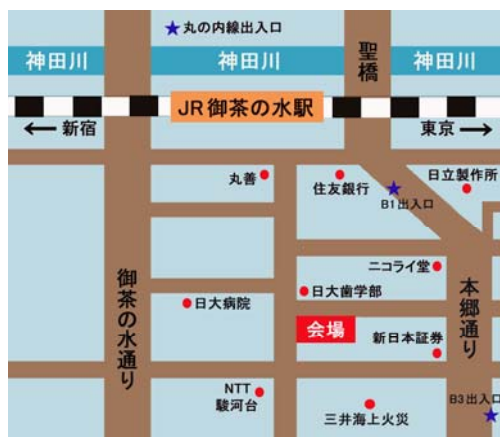 丸の内線出入口
神田川
神田川
聖橋
神田川
JR御茶の水駅
←新宿
東京→
丸善
住友銀行
日立製作所
B1出入口
ニコライ堂
御茶の水通り
日大病院
日大歯学部
本郷通り
会場
新日本証券
NTT
駿河台
三井海上火災
B3出入口